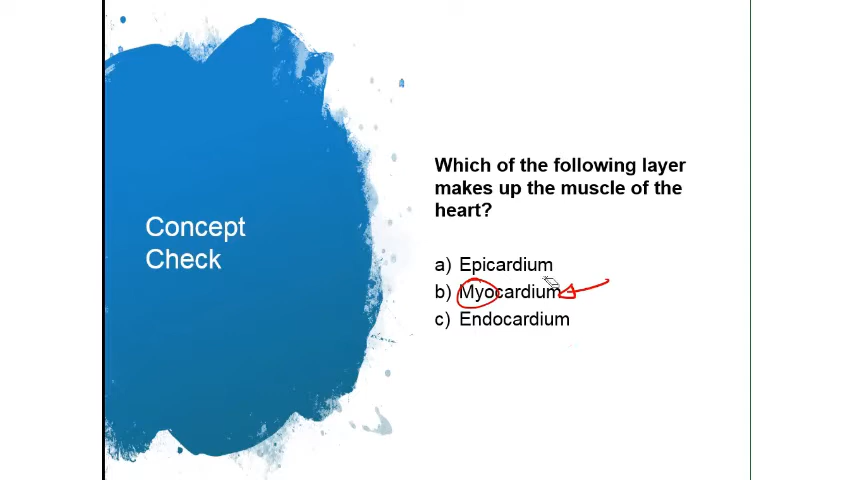 Concept
Check
Which of the following layer
makes up the muscle of the
heart?
a) Epicardium
b) Myocardium
c) Endocardium